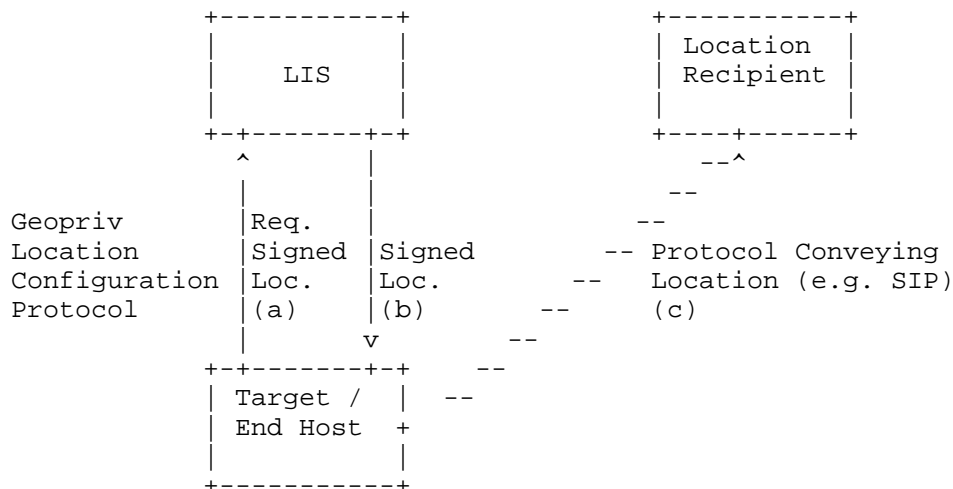 Location
LIS Recipient
Geopriv Req.
Location Signed Signed Protocol Conveying
Configuration Loc. Loc. Location (e.g. SIP)
Protocol (a) (b) (c)
Target /
End Host